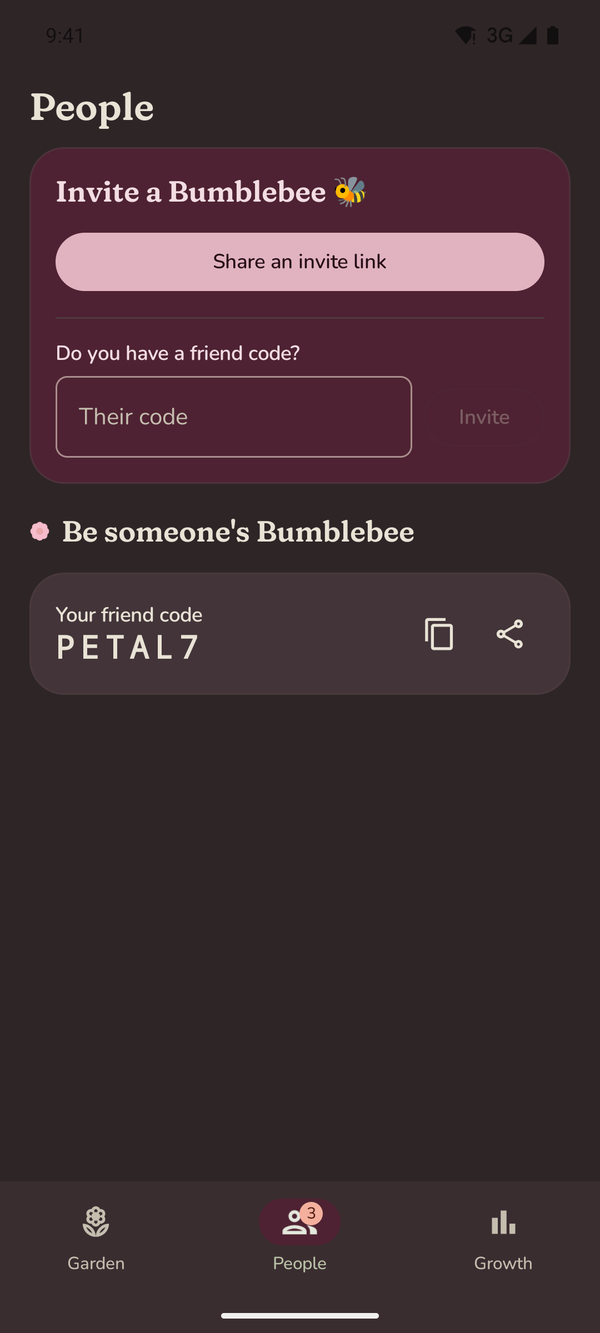 9:41
3G
People
Invite a Bumblebee 🐝
Share an invite link
Do you have a friend code?
Their code
Invite
Be someone's Bumblebee
Your friend code
PETAL7
3
Garden
People
Growth